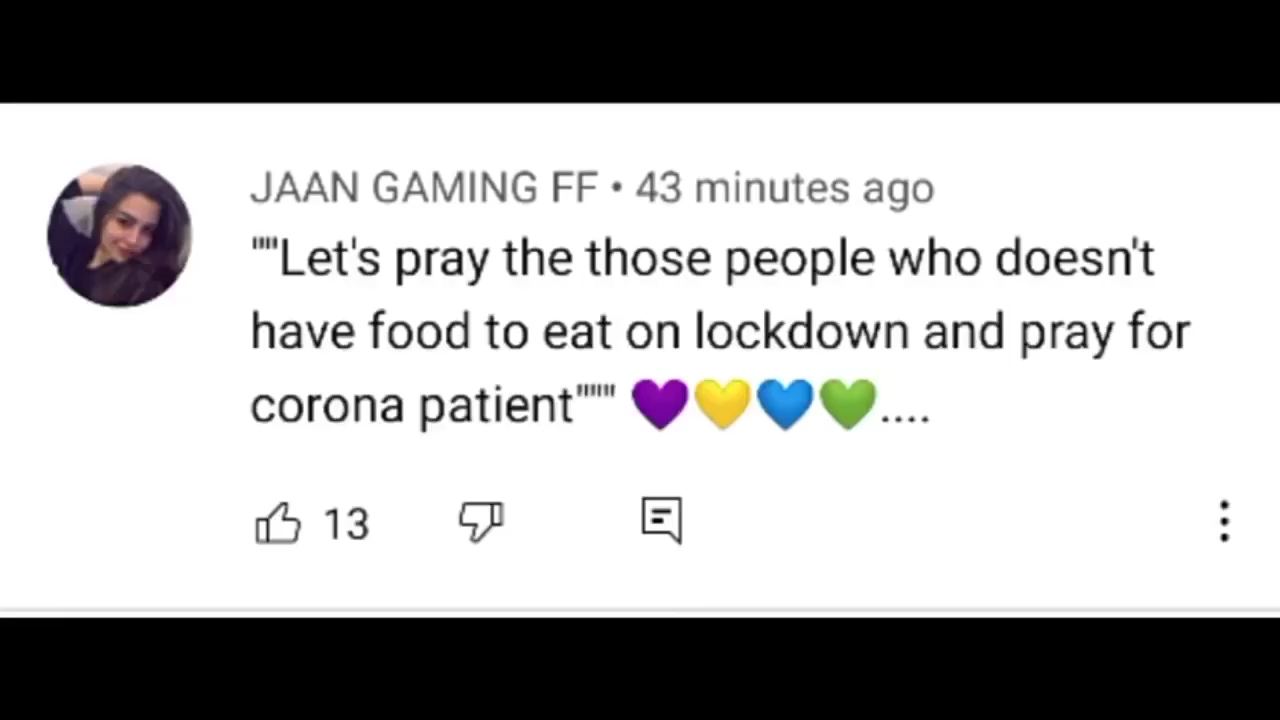 JAAN GAMING FF • 43 minutes ago
""'Let's pray the those people who doesn't
have food to eat on lockdown and pray for
corona patient"""' 💜💛💙💚....
13